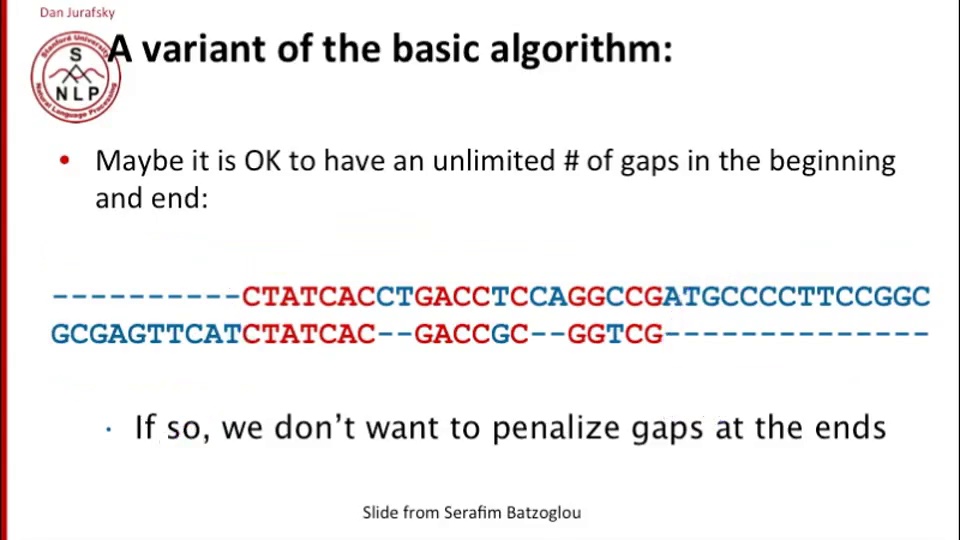 Dan Jurafsky
Stanford University
S
NLP
Natural Language Processing
A variant of the basic algorithm:
• Maybe it is OK to have an unlimited # of gaps in the beginning
and end:
----------CTATCACCTGACCTCCAGGCCGATGCCCCTTCCGGC
GCGAGTTCATCTATCAC--GACCGC--GGTCG--------------
· If so, we don't want to penalize gaps at the ends
Slide from Serafim Batzoglou